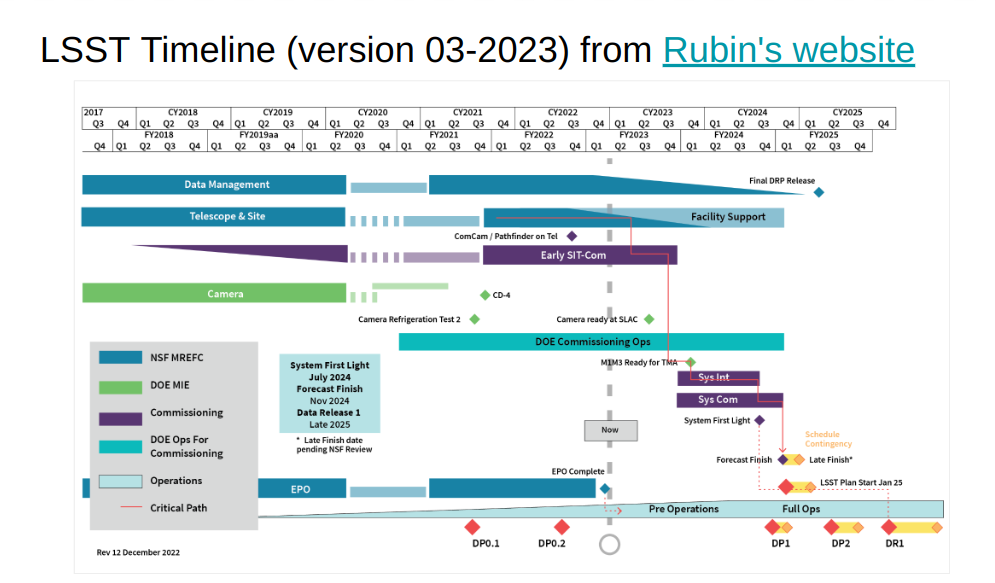 LSST Timeline (version 03-2023) from Rubin's website
2017 CY2018 CY2019 CY2020 CY2021 CY2022 CY2023 CY2024 CY2025
Q3 Q4 Q1 Q2 Q3 Q4 Q1 Q2 Q3 Q4 Q1 Q2 Q3 Q4 Q1 Q2 Q3 Q4 Q1 Q2 Q3 Q4 Q1 Q2 Q3 Q4 Q1 Q2 Q3 Q4 Q1 Q2 Q3 Q4
FY2018 FY2019aa FY2020 FY2021 FY2022 FY2023 FY2024 FY2025
Q4 Q1 Q2 Q3 Q4 Q1 Q2 Q3 Q4 Q1 Q2 Q3 Q4 Q1 Q2 Q3 Q4 Q1 Q2 Q3 Q4 Q1 Q2 Q3 Q4 Q1 Q2 Q3 Q4 Q1 Q2 Q3 Q4
Data Management
Final DRP Release
Telescope & Site
Facility Support
ComCam / Pathfinder on Tel
Early SIT-Com
Camera
CD-4
Camera Refrigeration Test 2
Camera ready at SLAC
DOE Commissioning Ops
M1M3 Ready for TMA
Sys Int
Sys Com
System First Light
Now
Schedule
Contingency
Forecast Finish
Late Finish*
EPO Complete
LSST Plan Start Jan 25
EPO
Pre Operations
Full Ops
DP0.1
DP0.2
DP1
DP2
DR1
NSF MREFC
DOE MIE
Commissioning
DOE Ops For
Commissioning
Operations
Critical Path
System First Light
July 2024
Forecast Finish
Nov 2024
Data Release 1
Late 2025
* Late Finish date
pending NSF Review
Rev 12 December 2022